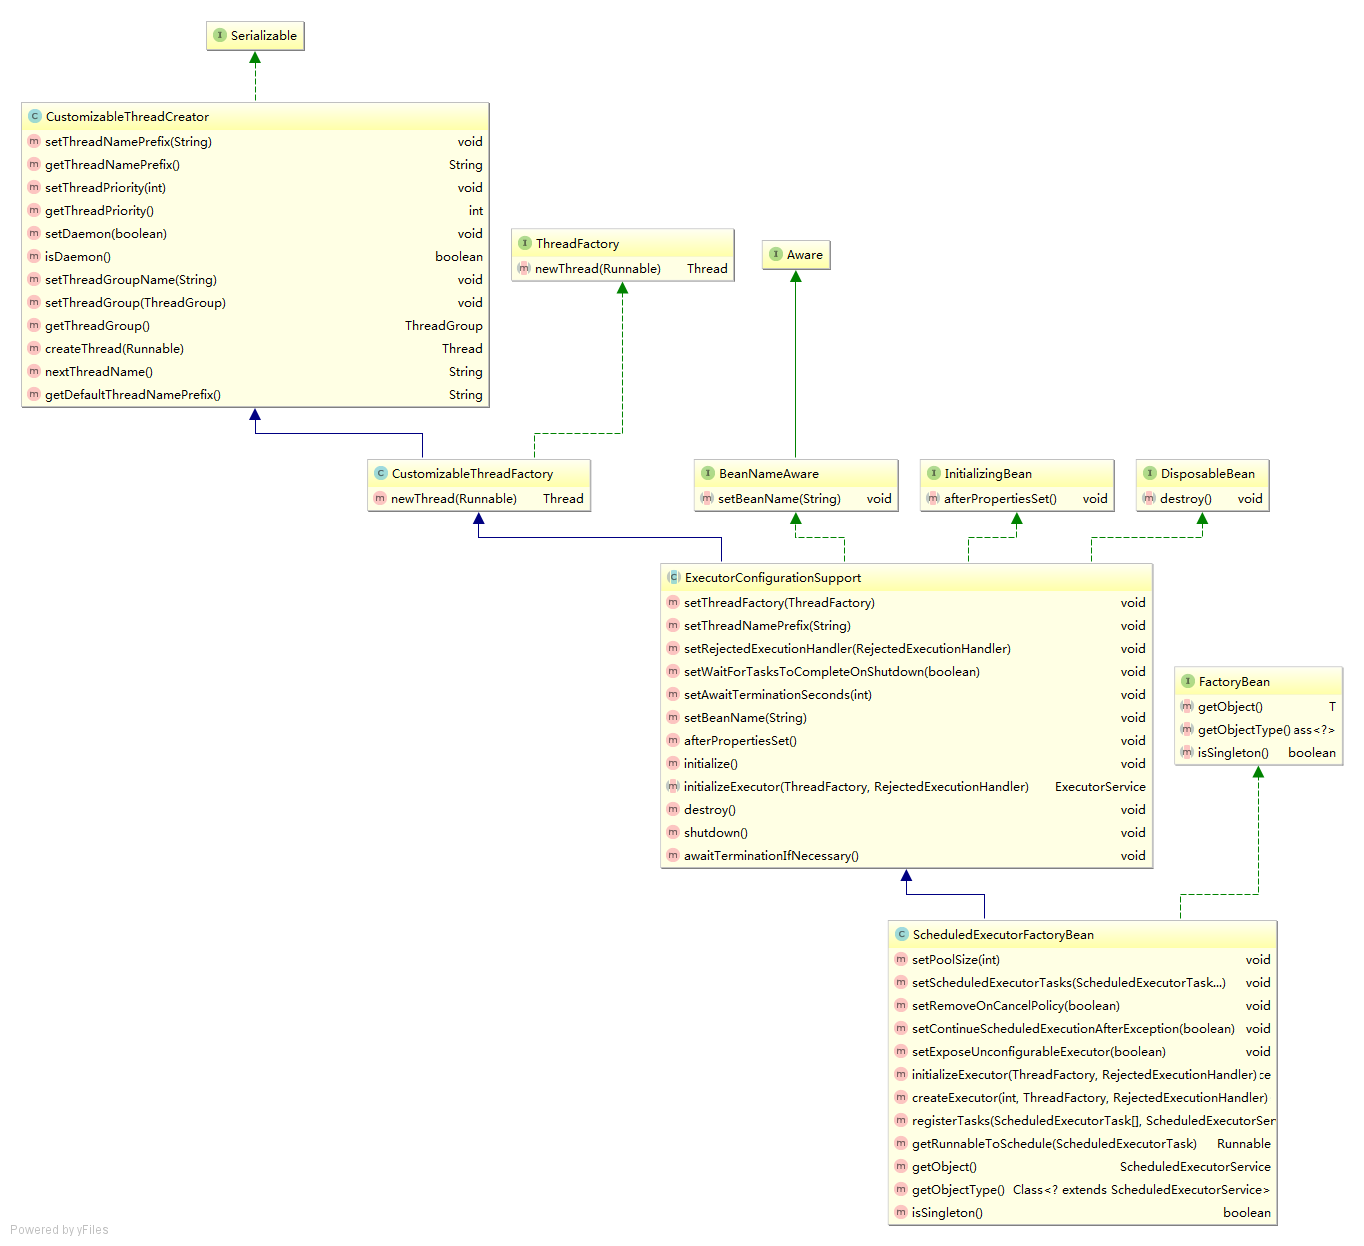 Serializable
CustomizableThreadCreator
setThreadNamePrefix(String) void
getThreadNamePrefix() String
setThreadPriority(int) void
getThreadPriority() int
setDaemon(boolean) void
isDaemon() boolean
setThreadGroupName(String) void
setThreadGroup(ThreadGroup) void
getThreadGroup() ThreadGroup
createThread(Runnable) Thread
nextThreadName() String
getDefaultThreadNamePrefix() String
ThreadFactory
newThread(Runnable) Thread
Aware
CustomizableThreadFactory
newThread(Runnable) Thread
BeanNameAware
setBeanName(String) void
InitializingBean
afterPropertiesSet() void
DisposableBean
destroy() void
ExecutorConfigurationSupport
setThreadFactory(ThreadFactory) void
setThreadNamePrefix(String) void
setRejectedExecutionHandler(RejectedExecutionHandler) void
setWaitForTasksToCompleteOnShutdown(boolean) void
setAwaitTerminationSeconds(int) void
setBeanName(String) void
afterPropertiesSet() void
initialize() void
initializeExecutor(ThreadFactory, RejectedExecutionHandler) ExecutorService
destroy() void
shutdown() void
awaitTerminationIfNecessary() void
FactoryBean
getObject() T
getObjectType() ass<?>
isSingleton() boolean
ScheduledExecutorFactoryBean
setPoolSize(int) void
setScheduledExecutorTasks(ScheduledExecutorTask...) void
setRemoveOnCancelPolicy(boolean) void
setContinueScheduledExecutionAfterException(boolean) void
setExposeUnconfigurableExecutor(boolean) void
initializeExecutor(ThreadFactory, RejectedExecutionHandler) ce
createExecutor(int, ThreadFactory, RejectedExecutionHandler)
registerTasks(ScheduledExecutorTask[], ScheduledExecutorSer
getRunnableToSchedule(ScheduledExecutorTask) Runnable
getObject() ScheduledExecutorService
getObjectType() Class<? extends ScheduledExecutorService>
isSingleton() boolean
Powered by yFiles